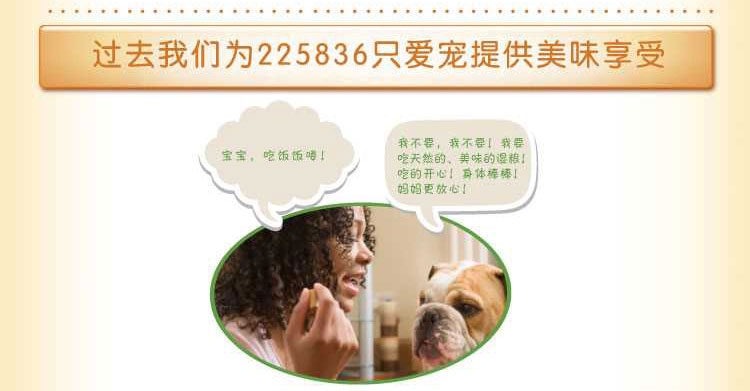 过去我们为225836只爱宠提供美味享受
宝宝，吃饭饭喽！
我不要，我不要！我要
吃天然的、美味的湿粮！
吃的开心！身体棒棒！
妈妈更放心！